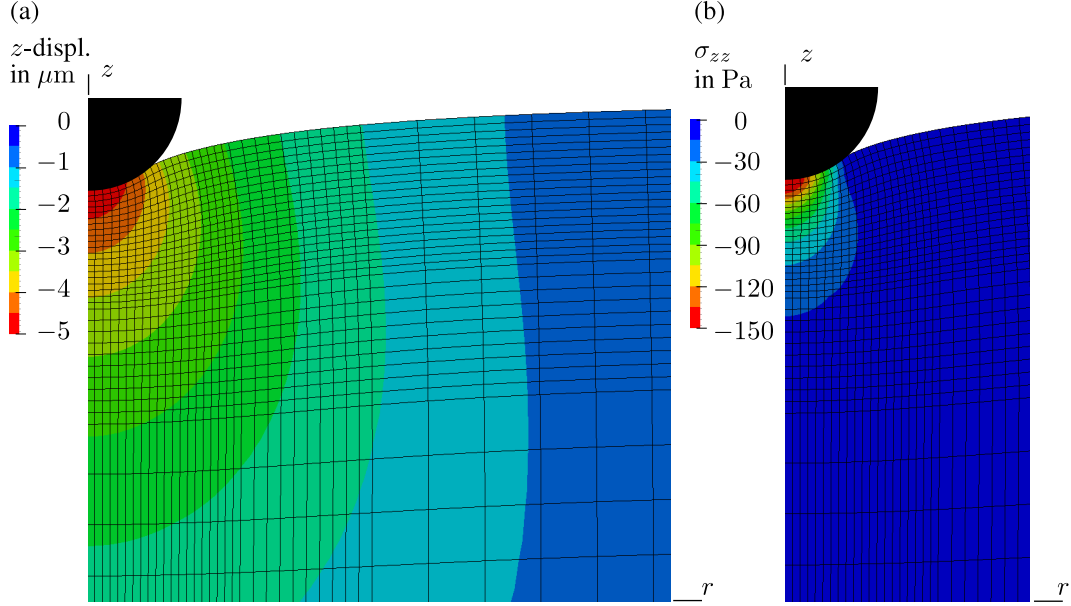 (a)
z-displ.
in μm
z
0
−1
−2
−3
−4
−5
r
(b)
σzz
in Pa
z
0
−30
−60
−90
−120
−150
r